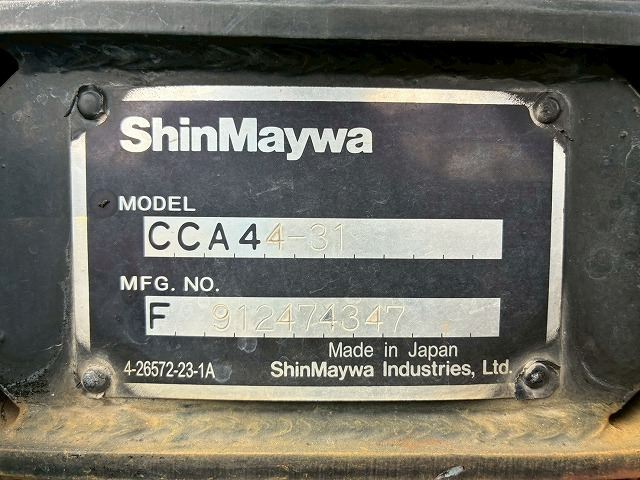 ShinMaywa
MODEL
CCA44-31
MFG. NO.
F 912474347
Made in Japan
4-26572-23-1A ShinMaywa Industries, Ltd.